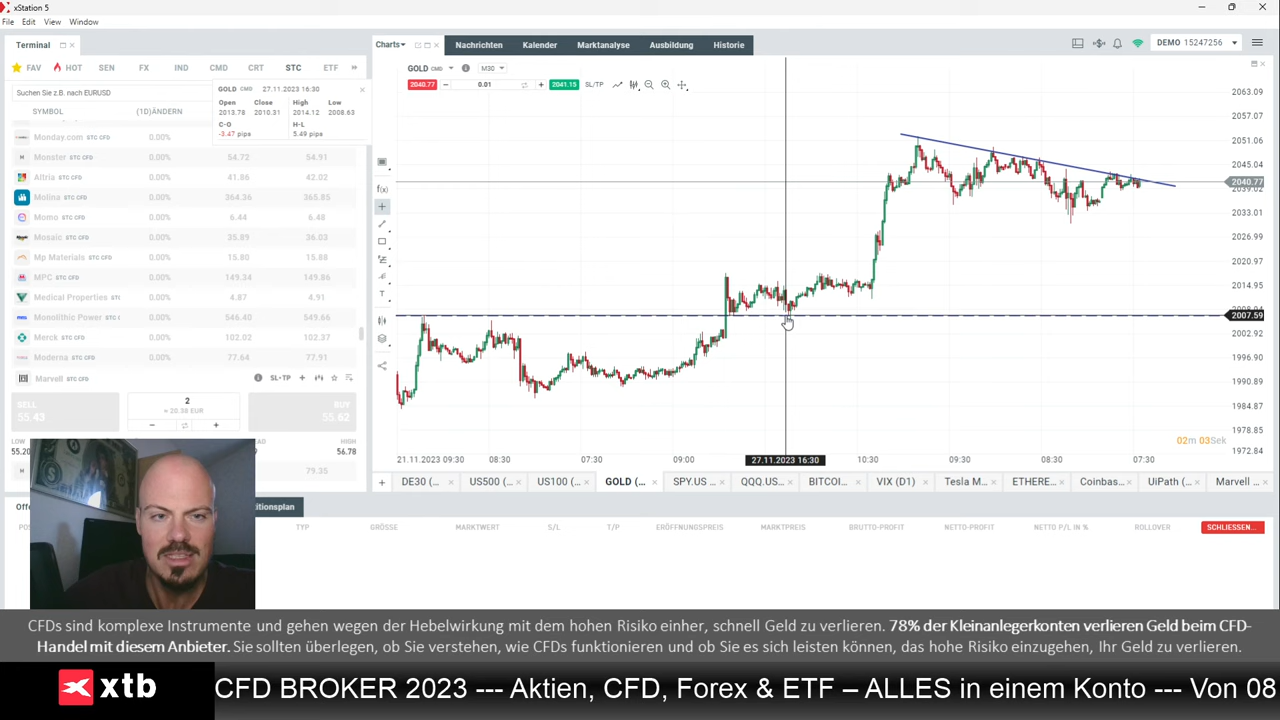 xStation 5
File Edit View Window
Terminal
FAV HOT SEN FX IND CMD CRT STC ETF
Suchen Sie z.B. nach EURUSD
SYMBOL (1D)ÄNDERN
GOLD CMD 27.11.2023 16:30
Open Close High Low
2013.78 2010.31 2014.12 2008.63
C-O H-L
-3.47 pips 5.49 pips
Monday.com STC CFD 0.00%
Monster STC CFD 0.00% 54.72 54.91
Altria STC CFD 0.00% 41.86 42.02
Molina STC CFD 0.00% 364.36 365.85
Momo STC CFD 0.00% 6.44 6.48
Mosaic STC CFD 0.00% 35.89 36.03
Mp Materials STC CFD 0.00% 15.80 15.88
MPC STC CFD 0.00% 149.34 149.86
Medical Properties 0.00% 4.87 4.91
Monolithic Power STC CFD 0.00% 546.40 549.66
Merck STC CFD 0.00% 102.02 102.37
Moderna STC CFD 0.00% 77.64 77.91
Marvell STC CFD SL+TP
SELL 2 BUY
55.43 ≈ 20.38 EUR 55.62
LOW HIGH
55.20 56.78
79.35
Charts Nachrichten Kalender Marktanalyse Ausbildung Historie
DEMO 15247256
GOLD CMD M30
2040.77 0.01 2041.15 SL/TP
2063.09
2057.07
2051.06
2045.04
2040.77
2033.01
2026.99
2020.97
2014.95
2007.59
2002.92
1996.90
1990.89
1984.87
1978.85
1972.84
02m 03Sek
21.11.2023 09:30 08:30 07:30 09:00 27.11.2023 16:30 10:30 09:30 08:30 07:30
DE30 (... US500 (... US100 (... GOLD (... SPY.US ... QQQ.US... BITCOI... VIX (D1) Tesla M... ETHERE... Coinbas... UiPath (... Marvell ...
TYP GRÖSSE MARKTWERT S/L T/P ERÖFFNUNGSPREIS MARKTPREIS BRUTTO-PROFIT NETTO-PROFIT NETTO P/L IN % ROLLOVER SCHLIESSEN...
CFDs sind komplexe Instrumente und gehen wegen der Hebelwirkung mit dem hohen Risiko einher, schnell Geld zu verlieren. 78% der Kleinanlegerkonten verlieren Geld beim CFD-
Handel mit diesem Anbieter. Sie sollten überlegen, ob Sie verstehen, wie CFDs funktionieren und ob Sie es sich leisten können, das hohe Risiko einzugehen, Ihr Geld zu verlieren.
xtb CFD BROKER 2023 --- Aktien, CFD, Forex & ETF – ALLES in einem Konto --- Von 08